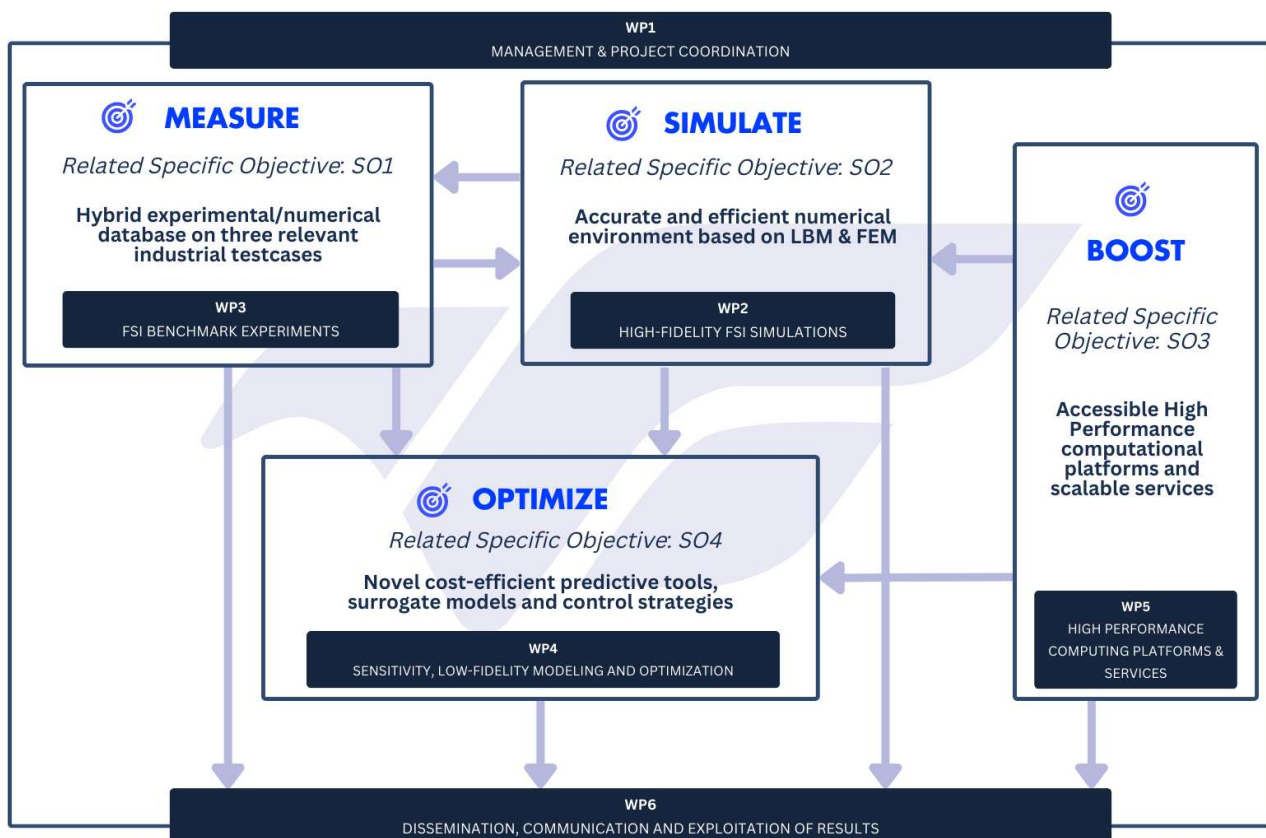 WP1
MANAGEMENT & PROJECT COORDINATION
MEASURE
Related Specific Objective: SO1
Hybrid experimental/numerical
database on three relevant
industrial testcases
WP3
FSI BENCHMARK EXPERIMENTS
SIMULATE
Related Specific Objective: SO2
Accurate and efficient numerical
environment based on LBM & FEM
WP2
HIGH-FIDELITY FSI SIMULATIONS
BOOST
Related Specific
Objective: SO3
Accessible High
Performance
computational
platforms and
scalable services
WP5
HIGH PERFORMANCE
COMPUTING PLATFORMS &
SERVICES
OPTIMIZE
Related Specific Objective: SO4
Novel cost-efficient predictive tools,
surrogate models and control strategies
WP4
SENSITIVITY, LOW-FIDELITY MODELING AND OPTIMIZATION
WP6
DISSEMINATION, COMMUNICATION AND EXPLOITATION OF RESULTS